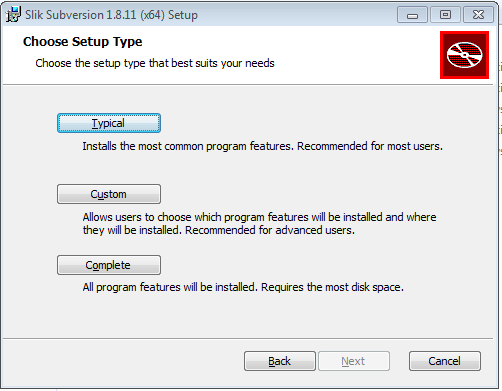 Slik Subversion 1.8.11 (x64) Setup
Choose Setup Type
Choose the setup type that best suits your needs
Typical
Installs the most common program features. Recommended for most users.
Custom
Allows users to choose which program features will be installed and where
they will be installed. Recommended for advanced users.
Complete
All program features will be installed. Requires the most disk space.
Back
Next
Cancel